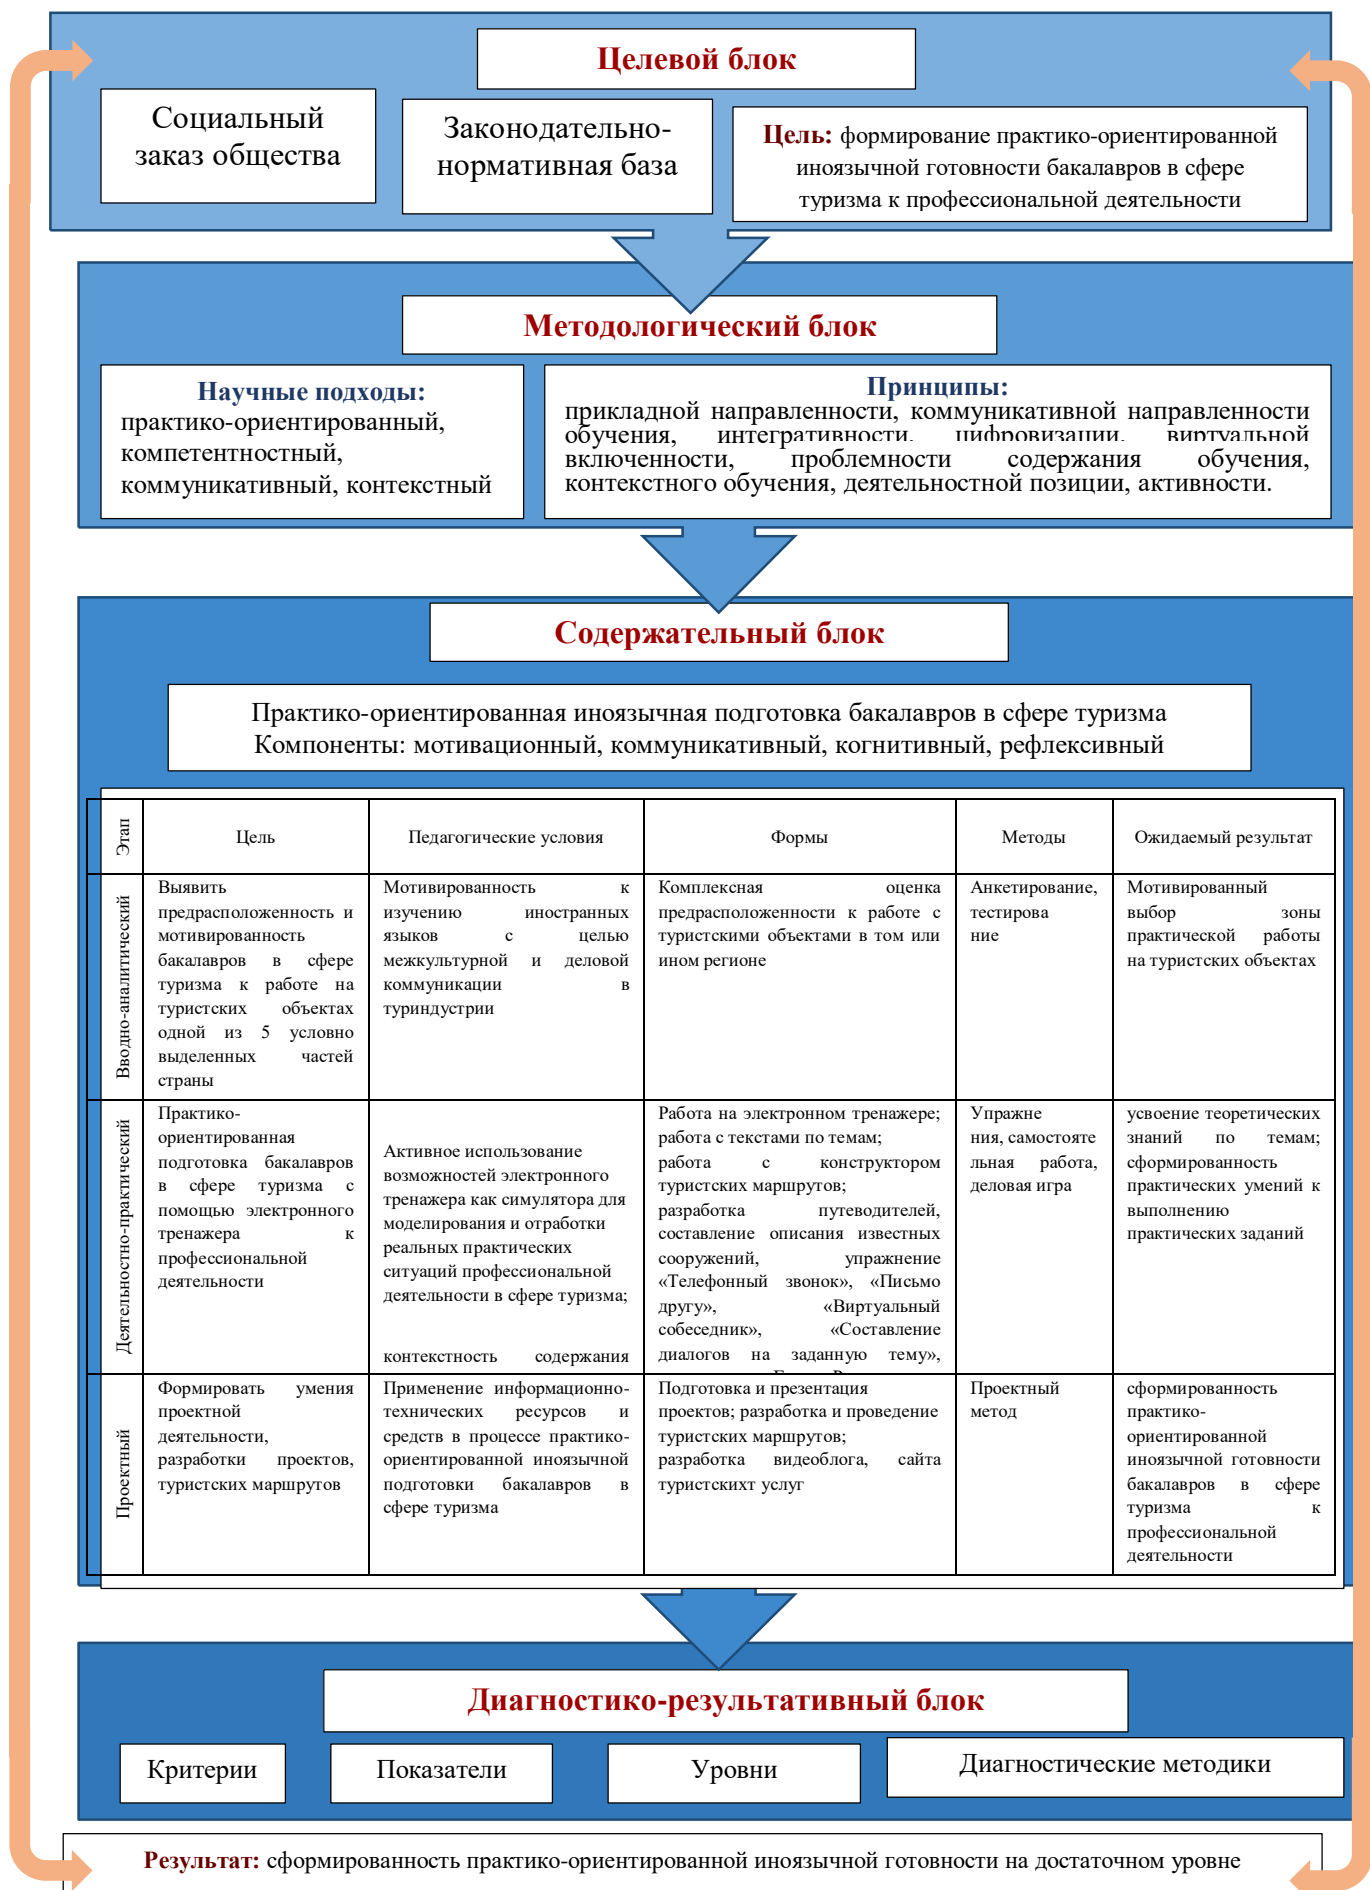 Целевой блок
Социальный
заказ общества
Законодательно-
нормативная база
Цель: формирование практико-ориентированной
иноязычной готовности бакалавров в сфере
туризма к профессиональной деятельности
Методологический блок
Научные подходы:
практико-ориентированный,
компетентностный,
коммуникативный, контекстный
Принципы:
прикладной направленности, коммуникативной направленности
обучения, интегративности, цифровизации, виртуальной
включенности, проблемности содержания обучения,
контекстного обучения, деятельностной позиции, активности.
Содержательный блок
Практико-ориентированная иноязычная подготовка бакалавров в сфере туризма
Компоненты: мотивационный, коммуникативный, когнитивный, рефлексивный
Этап
Цель
Педагогические условия
Формы
Методы
Ожидаемый результат
Вводно-аналитический
Выявить
предрасположенность и
мотивированность
бакалавров в сфере
туризма к работе на
туристских объектах
одной из 5 условно
выделенных частей
страны
Мотивированность к
изучению иностранных
языков с целью
межкультурной и деловой
коммуникации в
туриндустрии
Комплексная оценка
предрасположенности к работе с
туристскими объектами в том или
ином регионе
Анкетирование,
тестирова
ние
Мотивированный
выбор зоны
практической работы
на туристских объектах
Деятельностно-практический
Практико-
ориентированная
подготовка бакалавров
в сфере туризма с
помощью электронного
тренажера к
профессиональной
деятельности
Активное использование
возможностей электронного
тренажера как симулятора для
моделирования и отработки
реальных практических
ситуаций профессиональной
деятельности в сфере туризма;
контекстность содержания
Работа на электронном тренажере;
работа с текстами по темам;
работа с конструктором
туристских маршрутов;
разработка путеводителей,
составление описания известных
сооружений, упражнение
«Телефонный звонок», «Письмо
другу», «Виртуальный
собеседник», «Составление
диалогов на заданную тему»,
Упражне
ния, самостояте
льная работа,
деловая игра
усвоение теоретических
знаний по темам;
сформированность
практических умений к
выполнению
практических заданий
Проектный
Формировать умения
проектной
деятельности,
разработки проектов,
туристских маршрутов
Применение информационно-
технических ресурсов и
средств в процессе практико-
ориентированной иноязычной
подготовки бакалавров в
сфере туризма
Подготовка и презентация
проектов; разработка и проведение
туристских маршрутов;
разработка видеоблога, сайта
туристскихт услуг
Проектный
метод
сформированность
практико-
ориентированной
иноязычной готовности
бакалавров в сфере
туризма к
профессиональной
деятельности
Диагностико-результативный блок
Критерии
Показатели
Уровни
Диагностические методики
Результат: сформированность практико-ориентированной иноязычной готовности на достаточном уровне